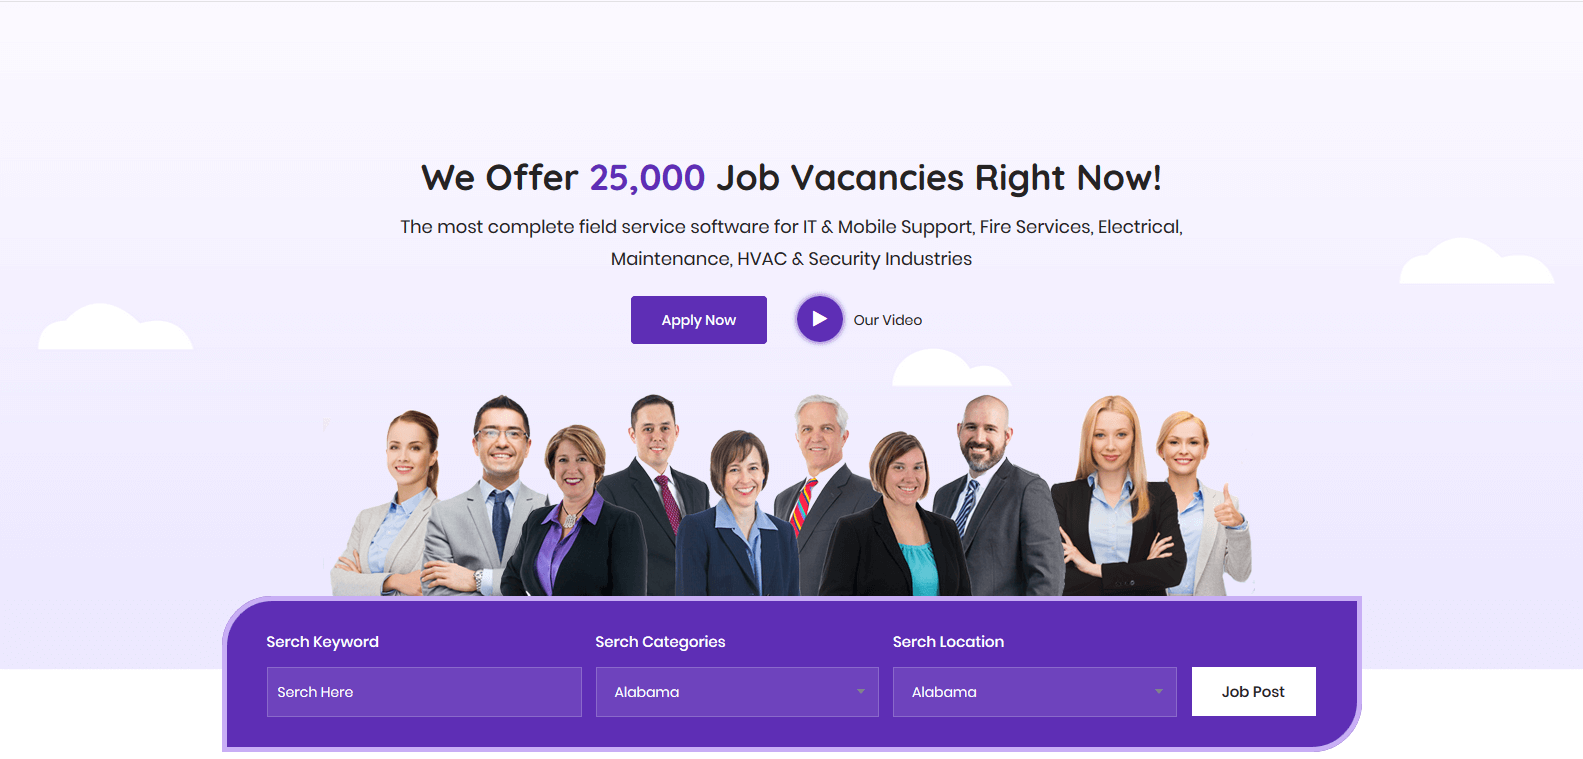 We Offer 25,000 Job Vacancies Right Now!
The most complete field service software for IT & Mobile Support, Fire Services, Electrical,
Maintenance, HVAC & Security Industries
Apply Now
Our Video
Serch Keyword
Serch Categories
Serch Location
Serch Here
Alabama
Alabama
Job Post